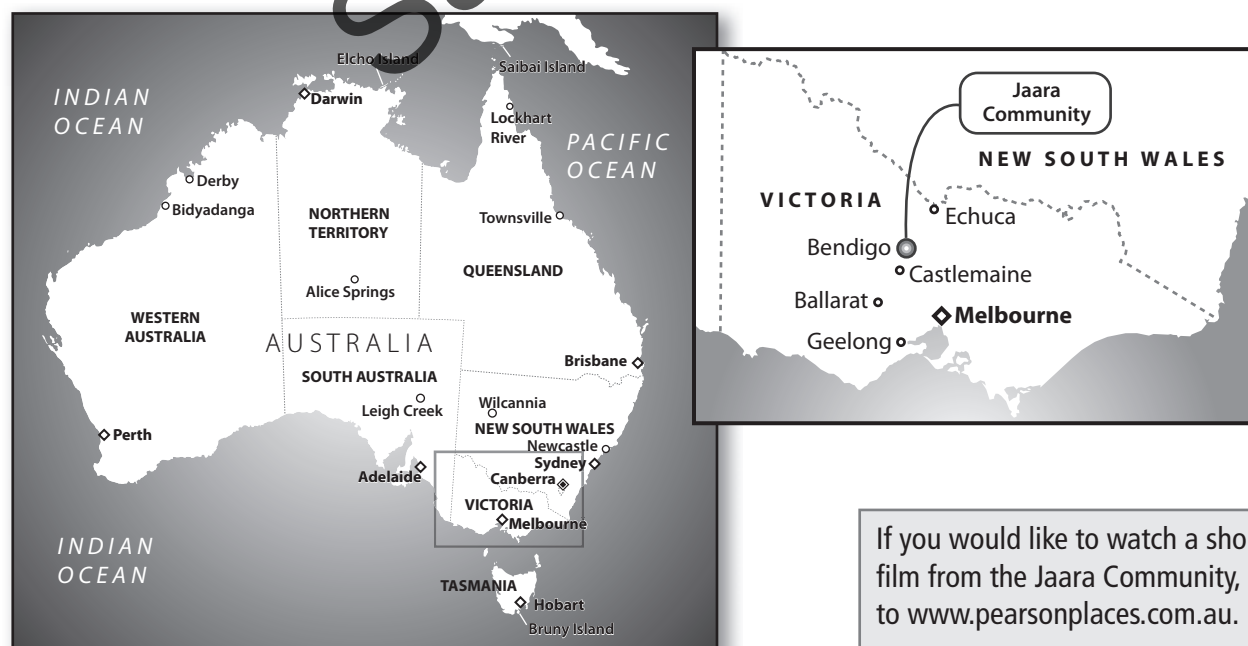 Elcho Island
Saibai Island
INDIAN
OCEAN
Darwin
Lockhart
River
PACIFIC
OCEAN
Derby
Bidyadanga
NORTHERN
TERRITORY
Townsville
QUEENSLAND
Alice Springs
WESTERN
AUSTRALIA
AUSTRALIA
Brisbane
SOUTH AUSTRALIA
Leigh Creek
Wilcannia
NEW SOUTH WALES
Newcastle
Perth
Sydney
Adelaide
Canberra
VICTORIA
Melbourne
INDIAN
OCEAN
TASMANIA
Hobart
Bruny Island
Jaara
Community
NEW SOUTH WALES
VICTORIA
Echuca
Bendigo
Castlemaine
Ballarat
Melbourne
Geelong
If you would like to watch a sho
film from the Jaara Community,
to www.pearsonplaces.com.au.